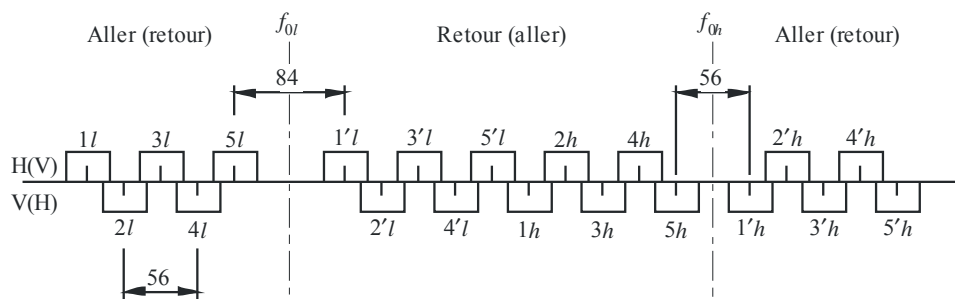 Aller (retour) f0l Retour (aller) f0h Aller (retour)
84 56
1l 3l 5l 1'l 3'l 5'l 2h 4h 2'h 4'h
H(V)
V(H)
2l 4l 2'l 4'l 1h 3h 5h 1'h 3'h 5'h
56